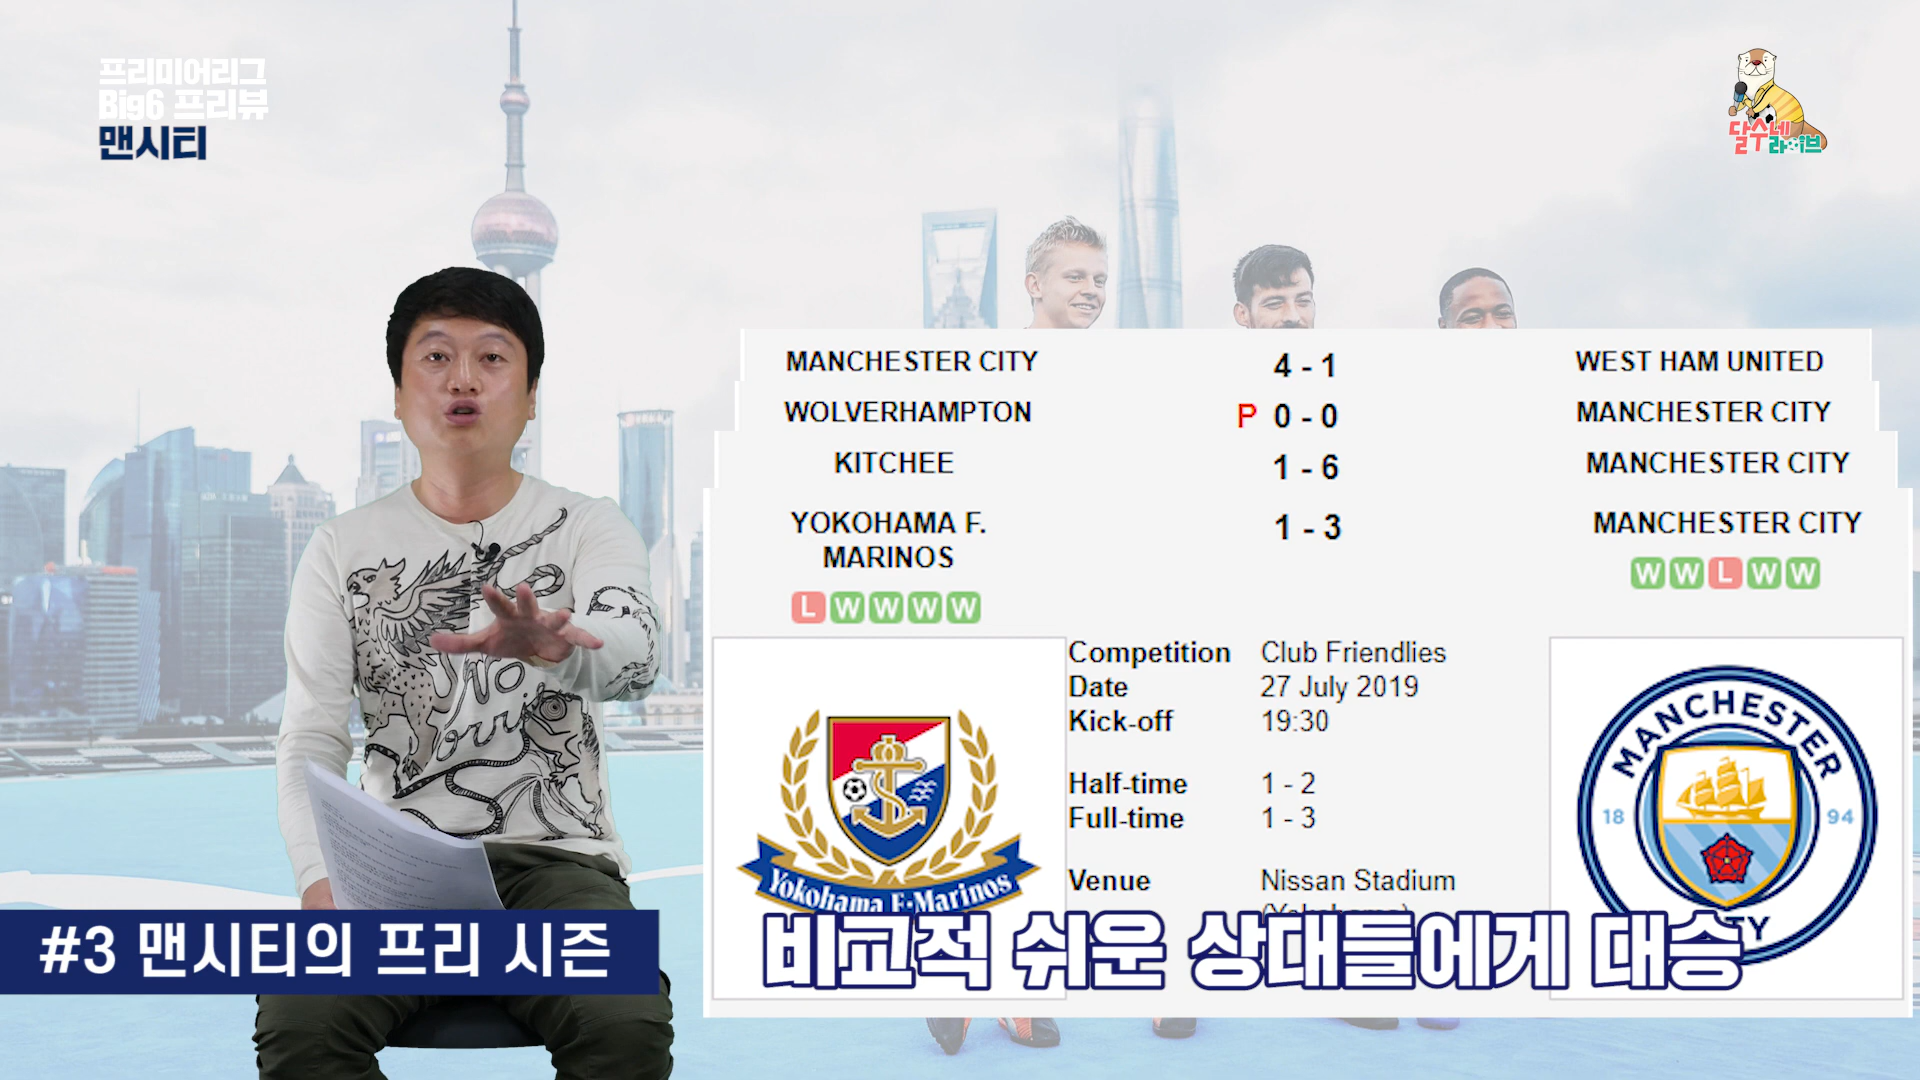 프리미어리그
Big6 프리뷰
맨시티
달수네
라이브
MANCHESTER CITY 4 - 1 WEST HAM UNITED
WOLVERHAMPTON P 0 - 0 MANCHESTER CITY
KITCHEE 1 - 6 MANCHESTER CITY
YOKOHAMA F. MARINOS 1 - 3 MANCHESTER CITY
L W W W W
W W L W W
Competition Club Friendlies
Date 27 July 2019
Kick-off 19:30
Half-time 1 - 2
Full-time 1 - 3
Venue Nissan Stadium
(Yokohama)
Yokohama F·Marinos
MANCHESTER
18 94
CITY
No
#3 맨시티의 프리 시즌
비교적 쉬운 상대들에게 대승